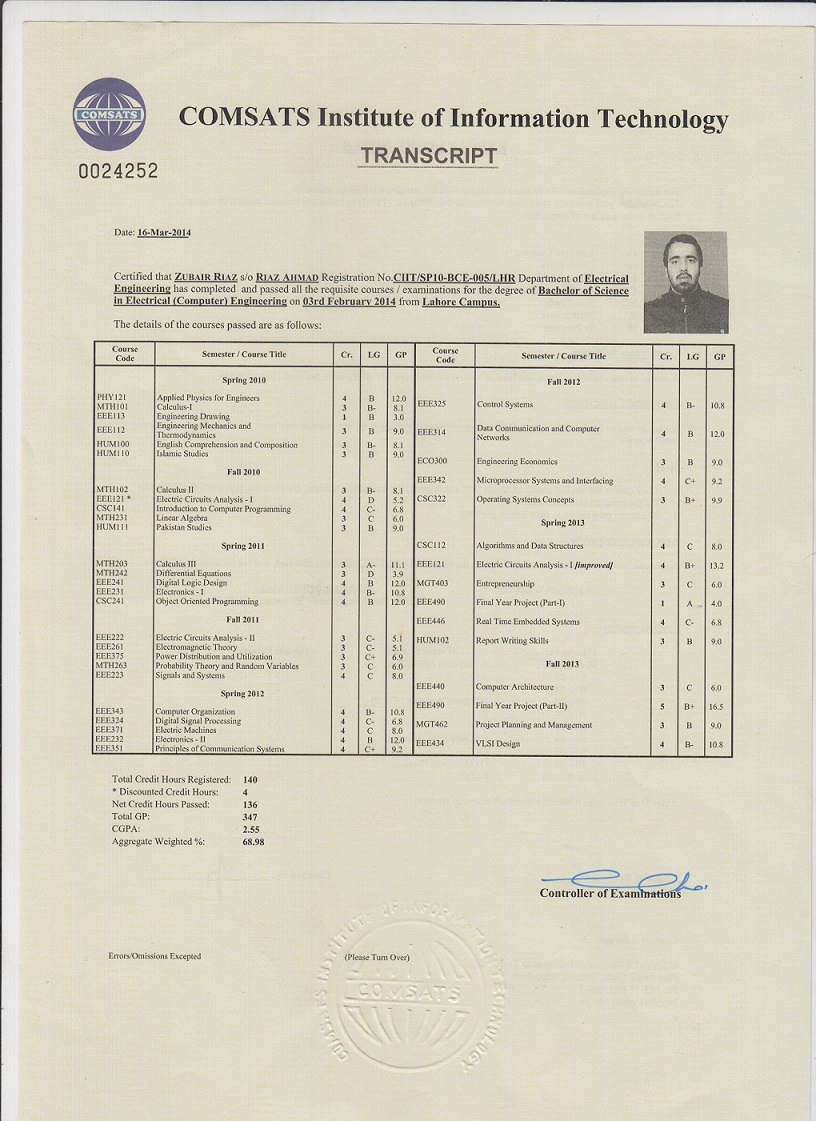 COMSATS
COMSATS Institute of Information Technology
TRANSCRIPT
0024252
Date: 16-Mar-2014
Certified that ZUBAIR RIAZ s/o RIAZ AHMAD Registration No.CIIT/SP10-BCE-005/LHR Department of Electrical
Engineering has completed and passed all the requisite courses / examinations for the degree of Bachelor of Science
in Electrical (Computer) Engineering on 03rd February 2014 from Lahore Campus.
The details of the courses passed are as follows:
Course Code Semester / Course Title Cr. LG GP
Spring 2010
PHY121 Applied Physics for Engineers 4 B 12.0
MTH101 Calculus-I 3 B- 8.1
EEE113 Engineering Drawing 1 B 3.0
EEE112 Engineering Mechanics and Thermodynamics 3 B 9.0
HUM100 English Comprehension and Composition 3 B- 8.1
HUM110 Islamic Studies 3 B 9.0
Fall 2010
MTH102 Calculus II 3 B- 8.1
EEE121 * Electric Circuits Analysis - I 4 D 5.2
CSC141 Introduction to Computer Programming 4 C- 6.8
MTH231 Linear Algebra 3 C 6.0
HUM111 Pakistan Studies 3 B 9.0
Spring 2011
MTH203 Calculus III 3 A- 11.1
MTH242 Differential Equations 3 D 3.9
EEE241 Digital Logic Design 4 B 12.0
EEE231 Electronics - I 4 B- 10.8
CSC241 Object Oriented Programming 4 B 12.0
Fall 2011
EEE222 Electric Circuits Analysis - II 3 C- 5.1
EEE261 Electromagnetic Theory 3 C- 5.1
EEE375 Power Distribution and Utilization 3 C+ 6.9
MTH263 Probability Theory and Random Variables 3 C 6.0
EEE223 Signals and Systems 4 C 8.0
Spring 2012
EEE343 Computer Organization 4 B- 10.8
EEE324 Digital Signal Processing 4 C- 6.8
EEE371 Electric Machines 4 C 8.0
EEE232 Electronics - II 4 B 12.0
EEE351 Principles of Communication Systems 4 C+ 9.2
Course Code Semester / Course Title Cr. LG GP
Fall 2012
EEE325 Control Systems 4 B- 10.8
EEE314 Data Communication and Computer Networks 4 B 12.0
ECO300 Engineering Economics 3 B 9.0
EEE342 Microprocessor Systems and Interfacing 4 C+ 9.2
CSC322 Operating Systems Concepts 3 B+ 9.9
Spring 2013
CSC112 Algorithms and Data Structures 4 C 8.0
EEE121 Electric Circuits Analysis - I [improved] 4 B+ 13.2
MGT403 Entrepreneurship 3 C 6.0
EEE490 Final Year Project (Part-I) 1 A 4.0
EEE446 Real Time Embedded Systems 4 C- 6.8
HUM102 Report Writing Skills 3 B 9.0
Fall 2013
EEE440 Computer Architecture 3 C 6.0
EEE490 Final Year Project (Part-II) 5 B+ 16.5
MGT462 Project Planning and Management 3 B 9.0
EEE434 VLSI Design 4 B- 10.8
Total Credit Hours Registered: 140
* Discounted Credit Hours: 4
Net Credit Hours Passed: 136
Total GP: 347
CGPA: 2.55
Aggregate Weighted %: 68.98
Controller of Examinations
Errors/Omissions Excepted
(Please Turn Over)
COMSATS INSTITUTE OF INFORMATION TECHNOLOGY
COMSATS